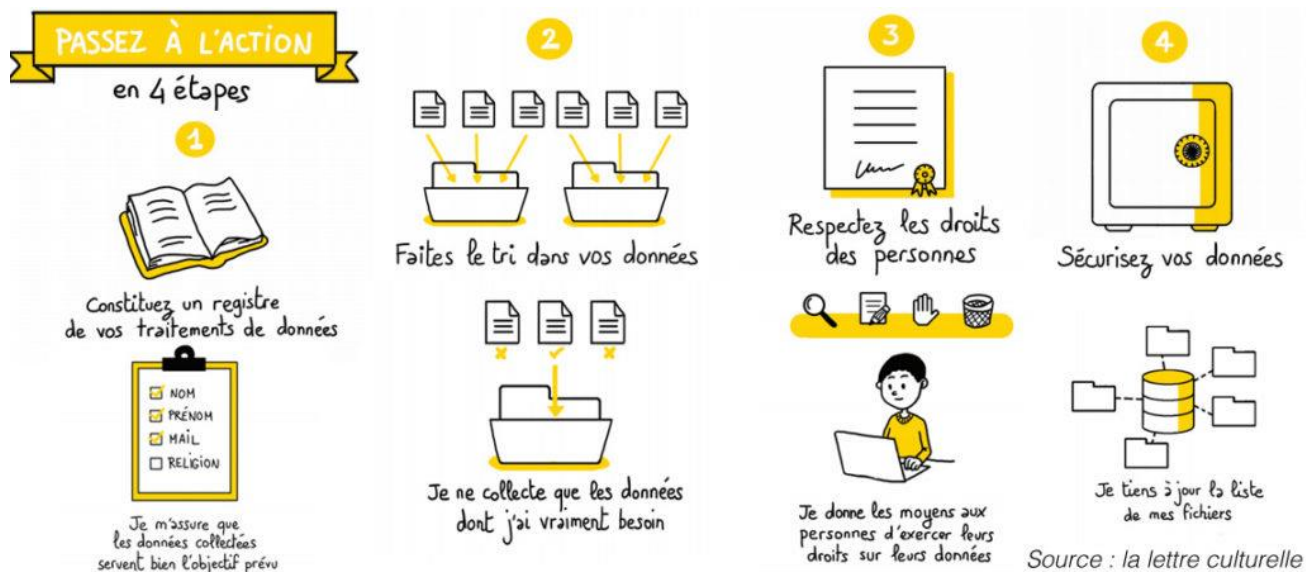 PASSEZ À L'ACTION
en 4 étapes
1
Constituez un registre
de vos traitements de données
NOM
PRÉNOM
MAIL
RELIGION
Je m'assure que
les données collectées
servent bien l'objectif prévu
2
Faites le tri dans vos données
Je ne collecte que les données
dont j'ai vraiment besoin
3
Respectez les droits
des personnes
Je donne les moyens aux
personnes d'exercer leurs
droits sur leurs données
4
Sécurisez vos données
Je tiens à jour la liste
de mes fichiers
Source : la lettre culturelle